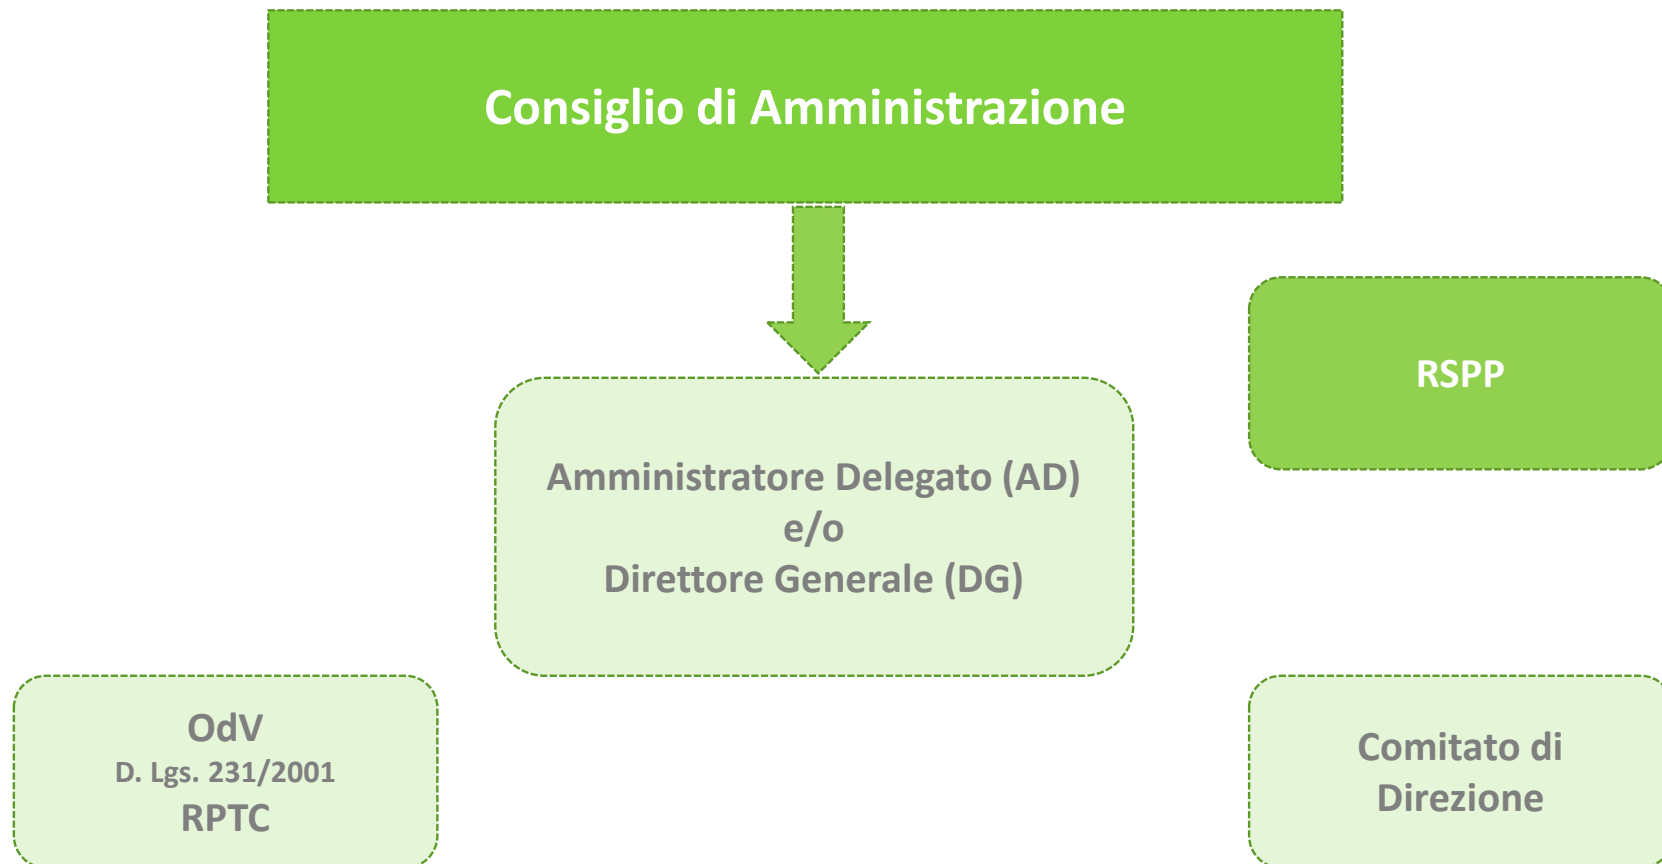 Consiglio di Amministrazione
RSPP
Amministratore Delegato (AD)
e/o
Direttore Generale (DG)
OdV
D. Lgs. 231/2001
RPTC
Comitato di
Direzione